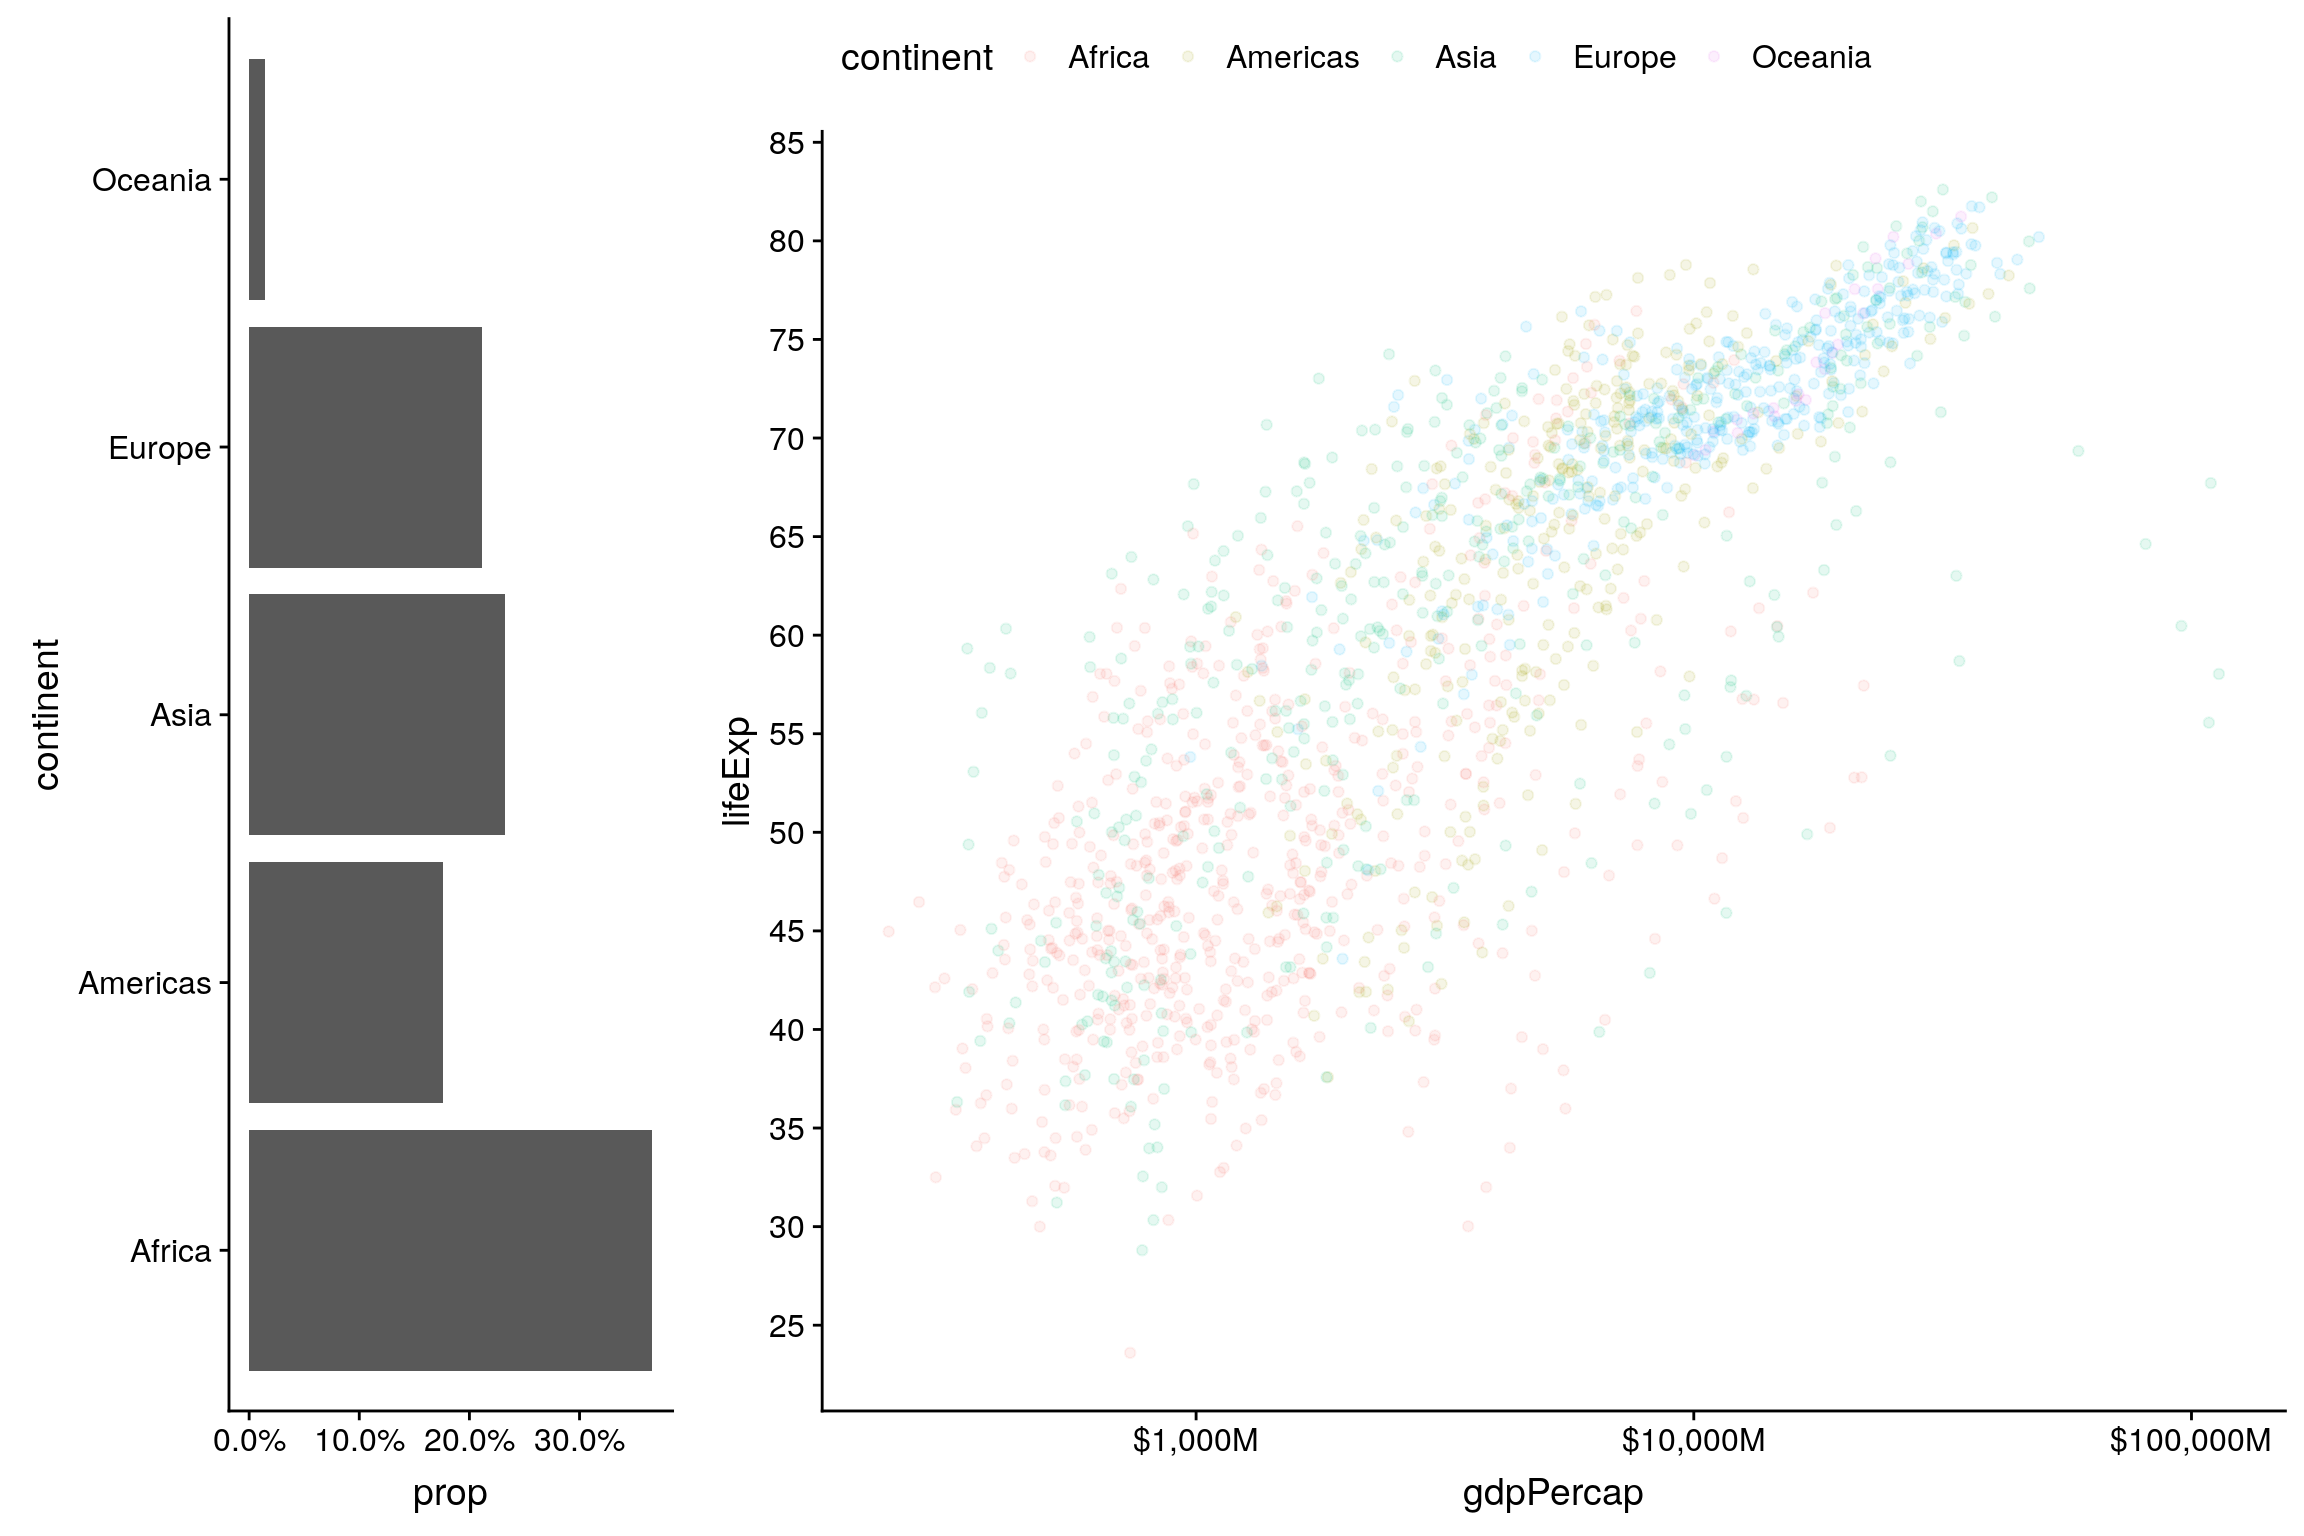 Oceania
Europe
Asia
Americas
Africa
continent
0.0% 10.0% 20.0% 30.0%
prop
continent Africa Americas Asia Europe Oceania
85
80
75
70
65
60
55
50
45
40
35
30
25
lifeExp
$1,000M $10,000M $100,000M
gdpPercap